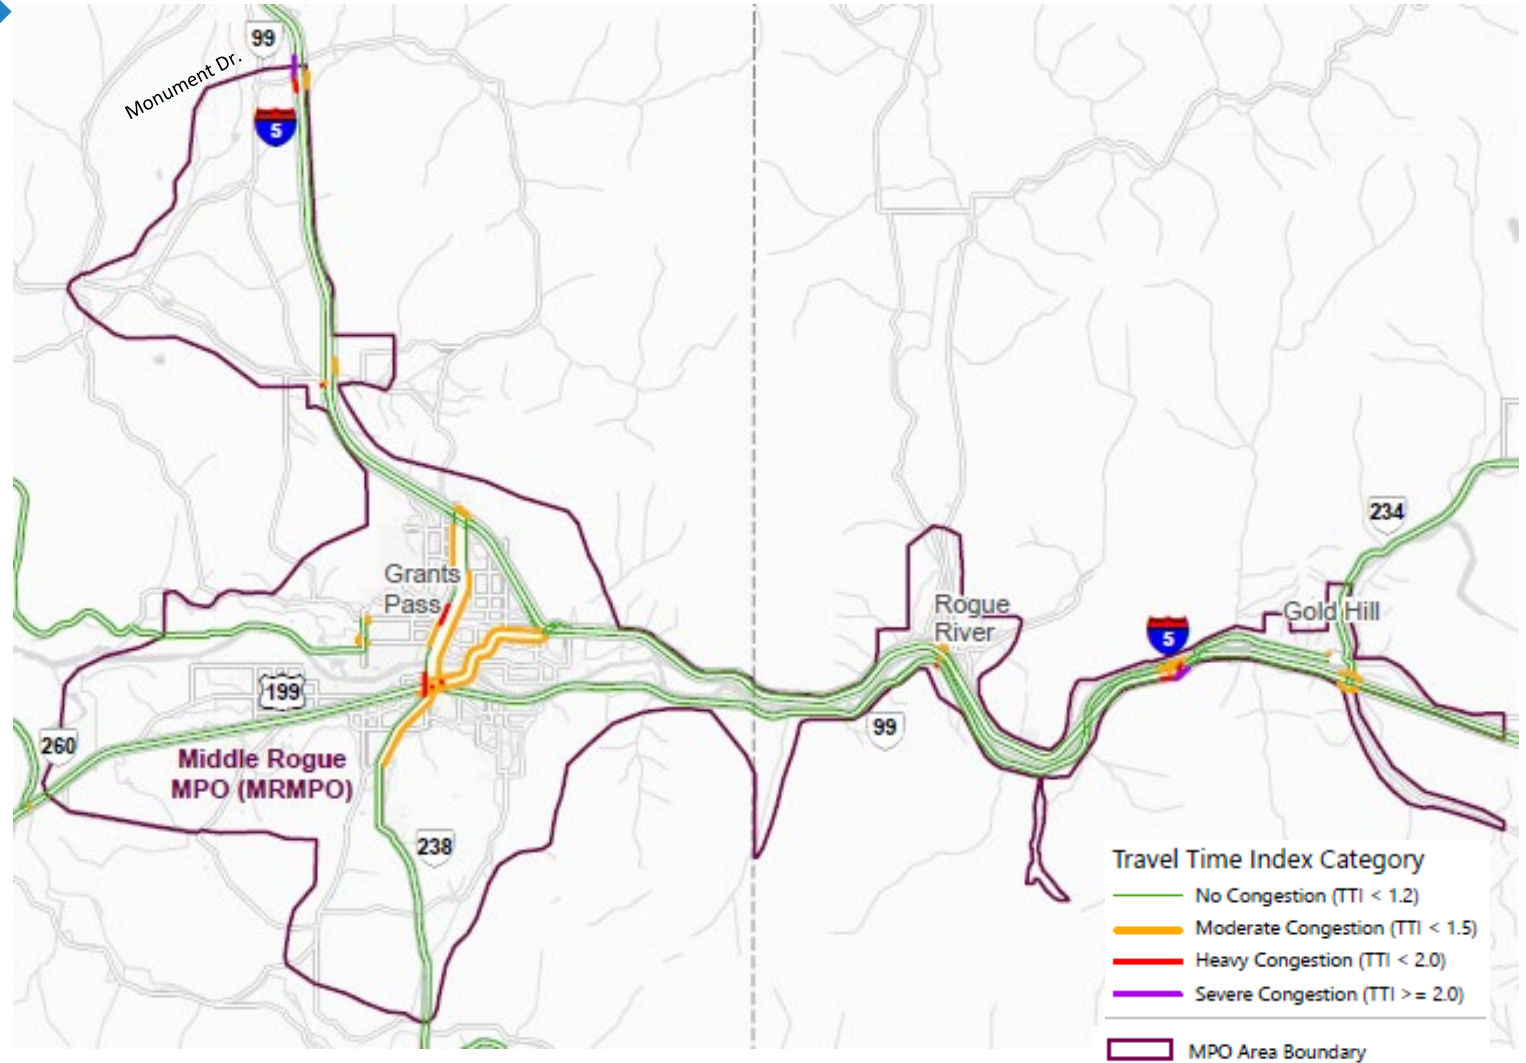 99
Monument Dr.
5
Grants
Pass
199
260
Middle Rogue
MPO (MRMPO)
238
Rogue
River
99
5
Gold Hill
234
Travel Time Index Category
No Congestion (TTI < 1.2)
Moderate Congestion (TTI < 1.5)
Heavy Congestion (TTI < 2.0)
Severe Congestion (TTI >= 2.0)
MPO Area Boundary